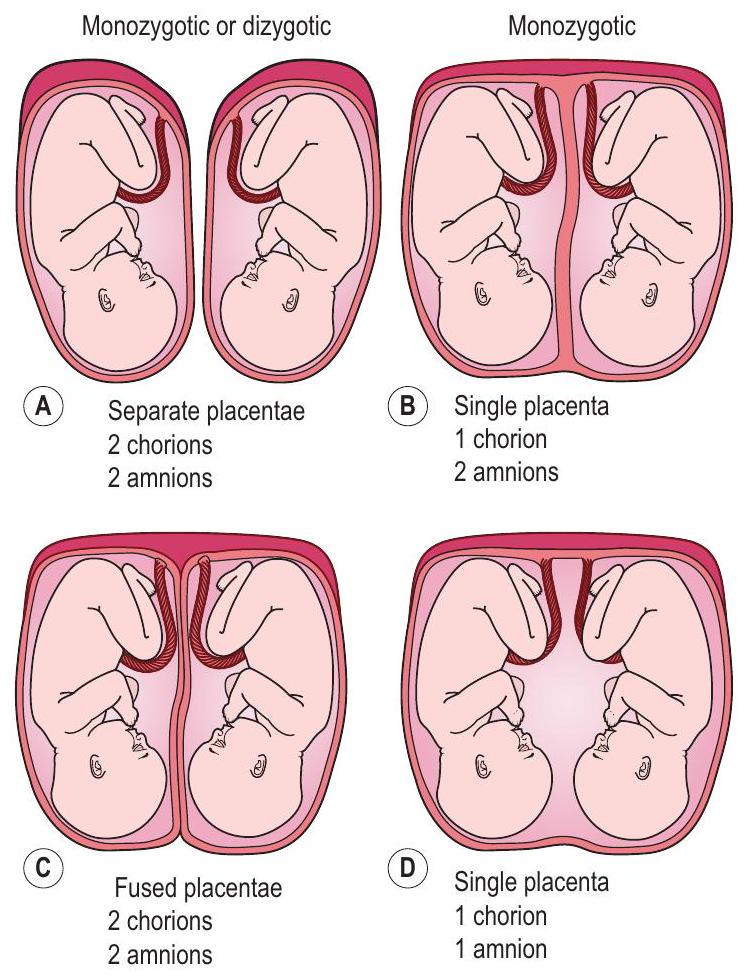 Monozygotic or dizygotic
Monozygotic
A
Separate placentae
2 chorions
2 amnions
B
Single placenta
1 chorion
2 amnions
C
Fused placentae
2 chorions
2 amnions
D
Single placenta
1 chorion
1 amnion